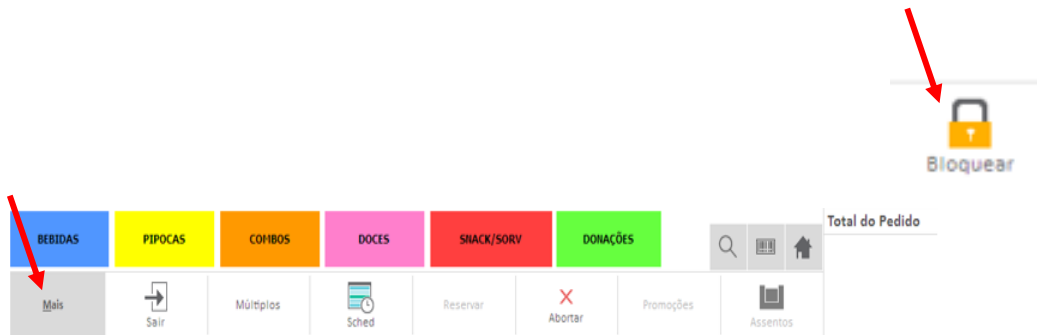 Bloquear
BEBIDAS PIPOCAS COMBOS DOCES SNACK/SORV DONAÇÕES
Total do Pedido
Mais Sair Múltiplos Sched Reservar Abortar Promoções Assentos